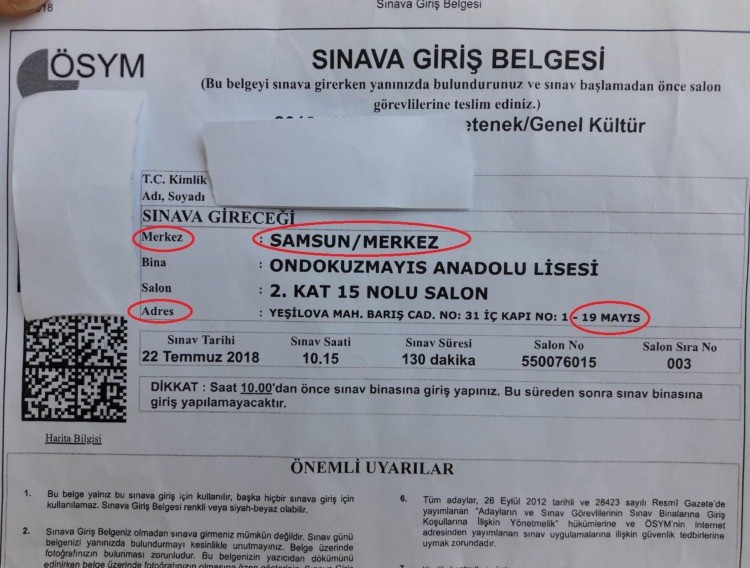 Sınava Giriş Belgesi
ÖSYM
SINAVA GİRİŞ BELGESİ
(Bu belgeyi sınava girerken yanınızda bulundurunuz ve sınav başlamadan önce salon
görevlilerine teslim ediniz.)
etenek/Genel Kültür
T.C. Kimlik
Adı, Soyadı
SINAVA GİRECEĞİ
Merkez : SAMSUN/MERKEZ
Bina : ONDOKUZMAYIS ANADOLU LİSESİ
Salon : 2. KAT 15 NOLU SALON
Adres : YEŞİLOVA MAH. BARIŞ CAD. NO: 31 İÇ KAPI NO: 1 - 19 MAYIS
Sınav Tarihi Sınav Saati Sınav Süresi Salon No Salon Sıra No
22 Temmuz 2018 10.15 130 dakika 550076015 003
DİKKAT : Saat 10.00'dan önce sınav binasına giriş yapınız. Bu süreden sonra sınav binasına
giriş yapılamayacaktır.
Harita Bilgisi
ÖNEMLİ UYARILAR
1. Bu belge yalnız bu sınava giriş için kullanılır, başka hiçbir sınava giriş için
kullanılamaz. Sınava Giriş Belgesi renkli veya siyah-beyaz olabilir.
2. Sınava Giriş Belgeniz olmadan sınava girmeniz mümkün değildir. Sınav günü
belgenizi yanınızda bulundurmayı kesinlikle unutmayınız. Belge üzerinde
fotoğrafınızın bulunması zorunludur. Bu belgenizin yazıcıdan dökümünü
edinirken belge üzerinde fotoğrafınızın
6. Tüm adaylar, 26 Eylül 2012 tarihli ve 28423 sayılı Resmî Gazete'de
yayımlanan "Adayların ve Sınav Görevlilerinin Sınav Binalarına Giriş
Koşullarına İlişkin Yönetmelik" hükümlerine ve ÖSYM'nin internet
adresinden yayımlanan sınav uygulamalarına ilişkin güvenlik tedbirlerine
uymak zorundadır.